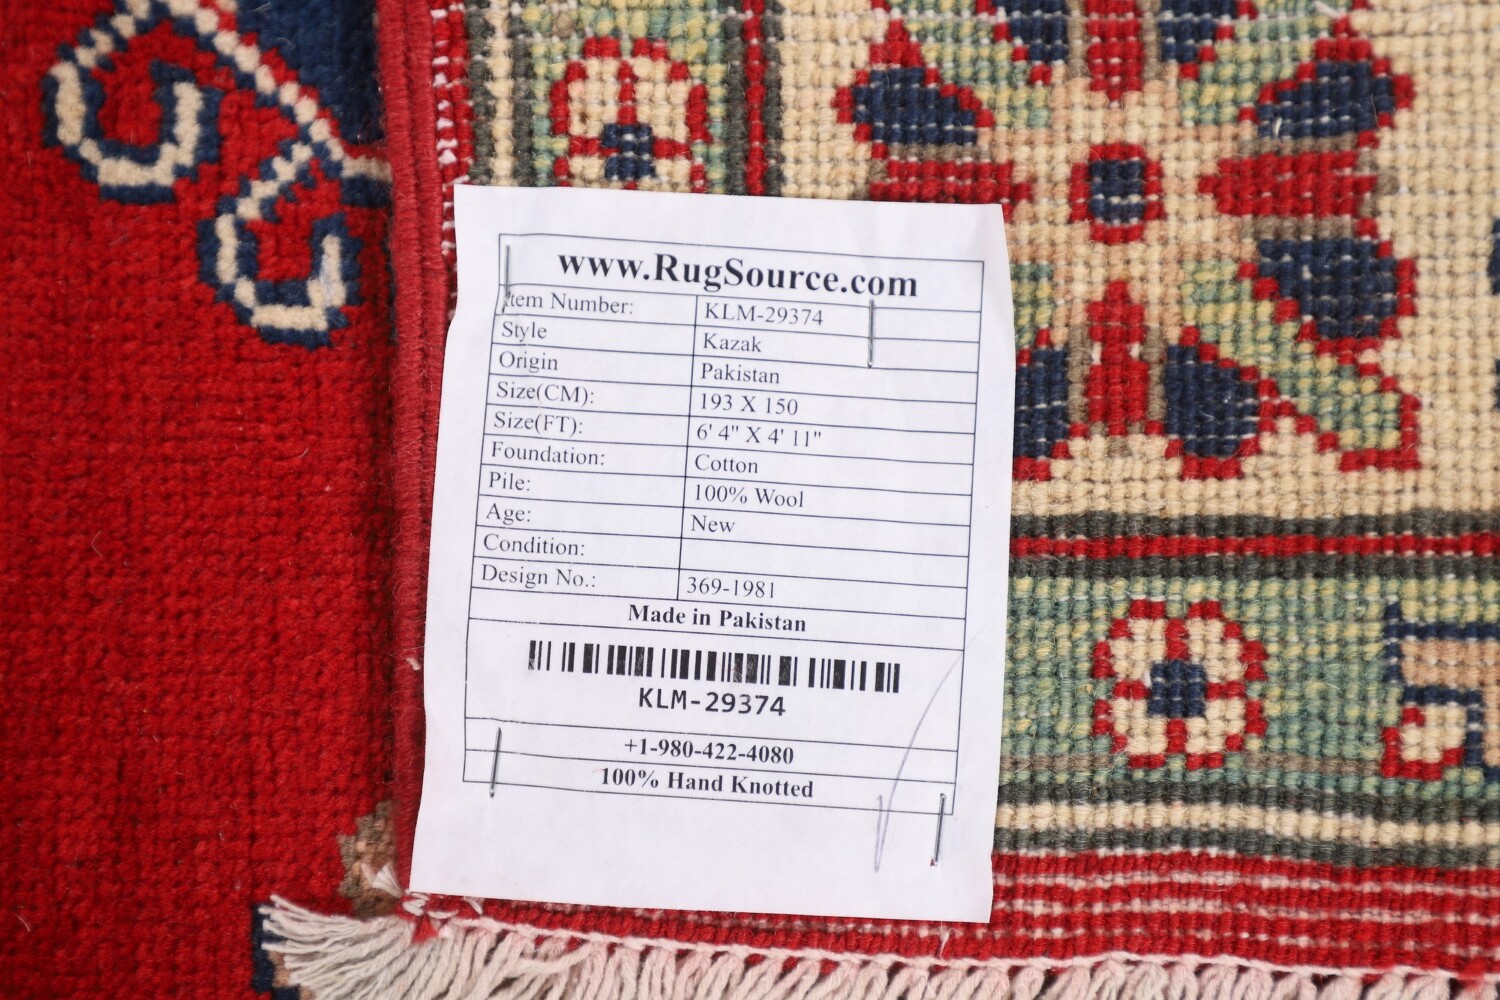 www.RugSource.com
Item Number: KLM-29374
Style Kazak
Origin Pakistan
Size(CM): 193 X 150
Size(FT): 6' 4" X 4' 11"
Foundation: Cotton
Pile: 100% Wool
Age: New
Condition:
Design No.: 369-1981
Made in Pakistan
KLM-29374
+1-980-422-4080
100% Hand Knotted